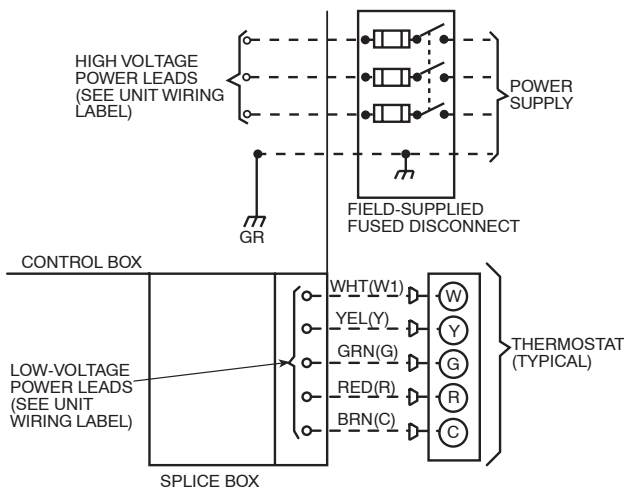 HIGH VOLTAGE
POWER LEADS
(SEE UNIT WIRING
LABEL)
POWER
SUPPLY
GR
FIELD-SUPPLIED
FUSED DISCONNECT
CONTROL BOX
WHT(W1)
W
YEL(Y)
Y
GRN(G)
G
RED(R)
R
BRN(C)
C
THERMOSTAT
(TYPICAL)
LOW-VOLTAGE
POWER LEADS
(SEE UNIT
WIRING LABEL)
SPLICE BOX